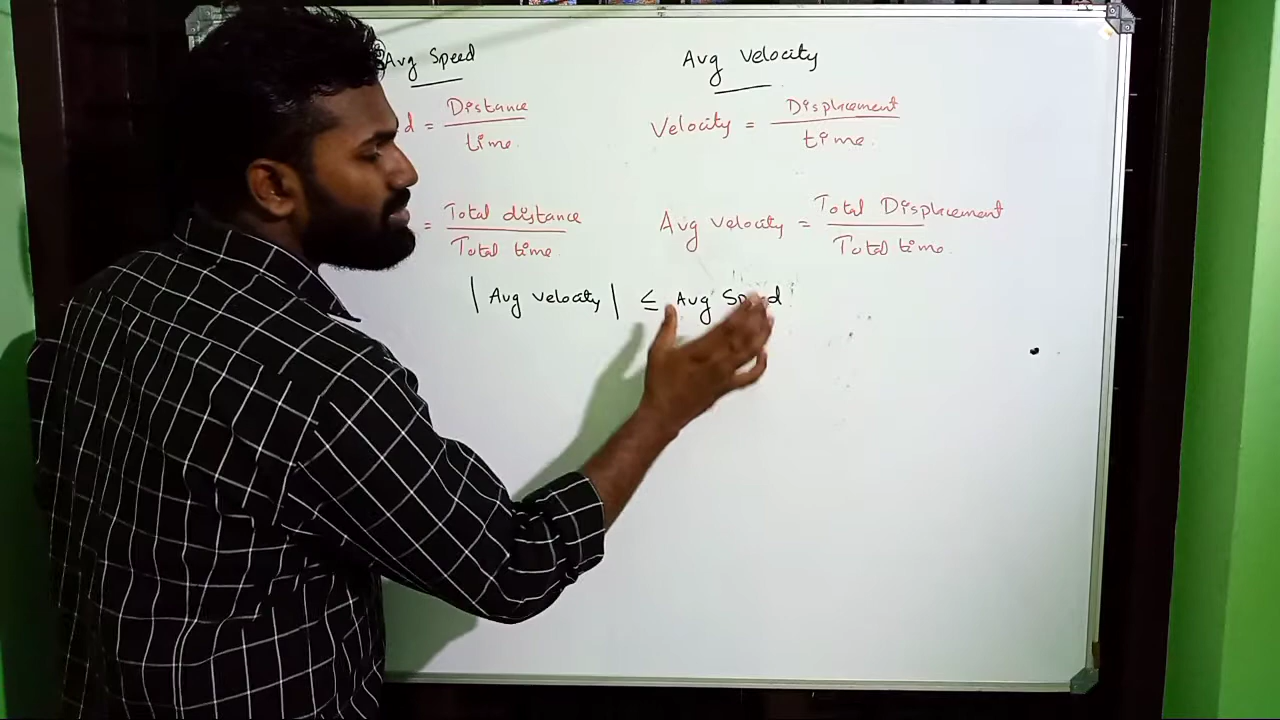 Avg Speed
Avg Velocity
d = Distance / time
Velocity = Displacement / time
= Total distance / Total time
Avg velocity = Total Displacement / Total time
| Avg velocity | ≤ Avg Speed